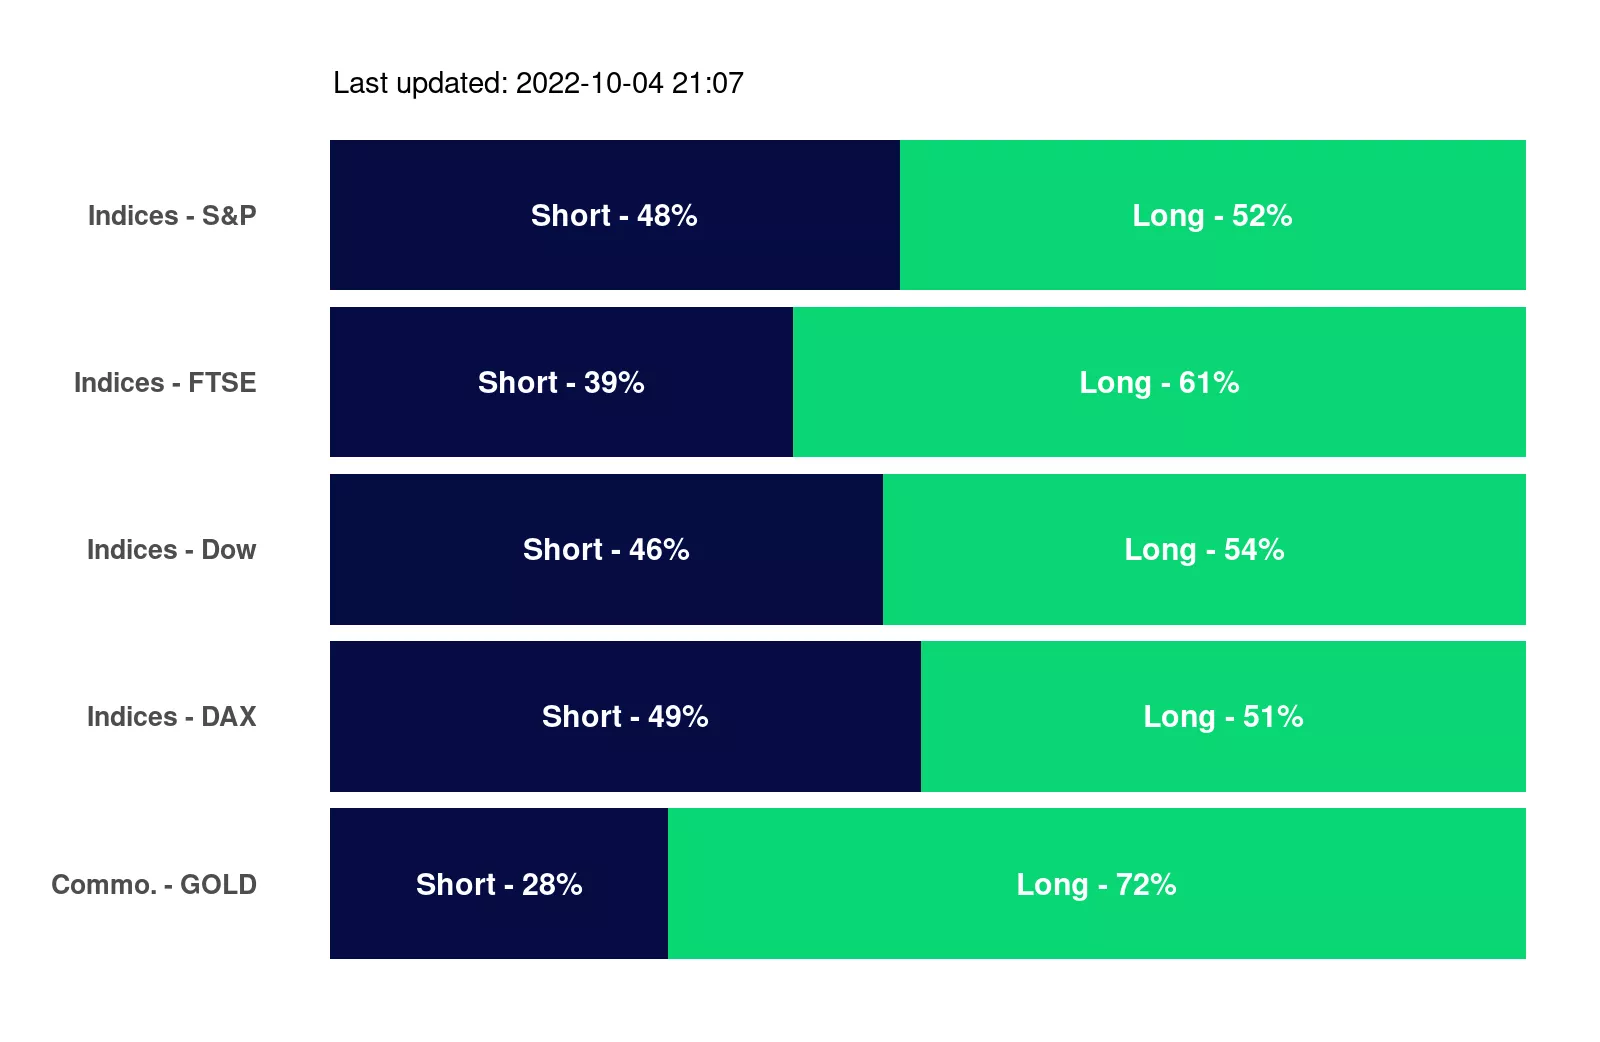 Last updated: 2022-10-04 21:07
Indices - S&P Short - 48% Long - 52%
Indices - FTSE Short - 39% Long - 61%
Indices - Dow Short - 46% Long - 54%
Indices - DAX Short - 49% Long - 51%
Commo. - GOLD Short - 28% Long - 72%